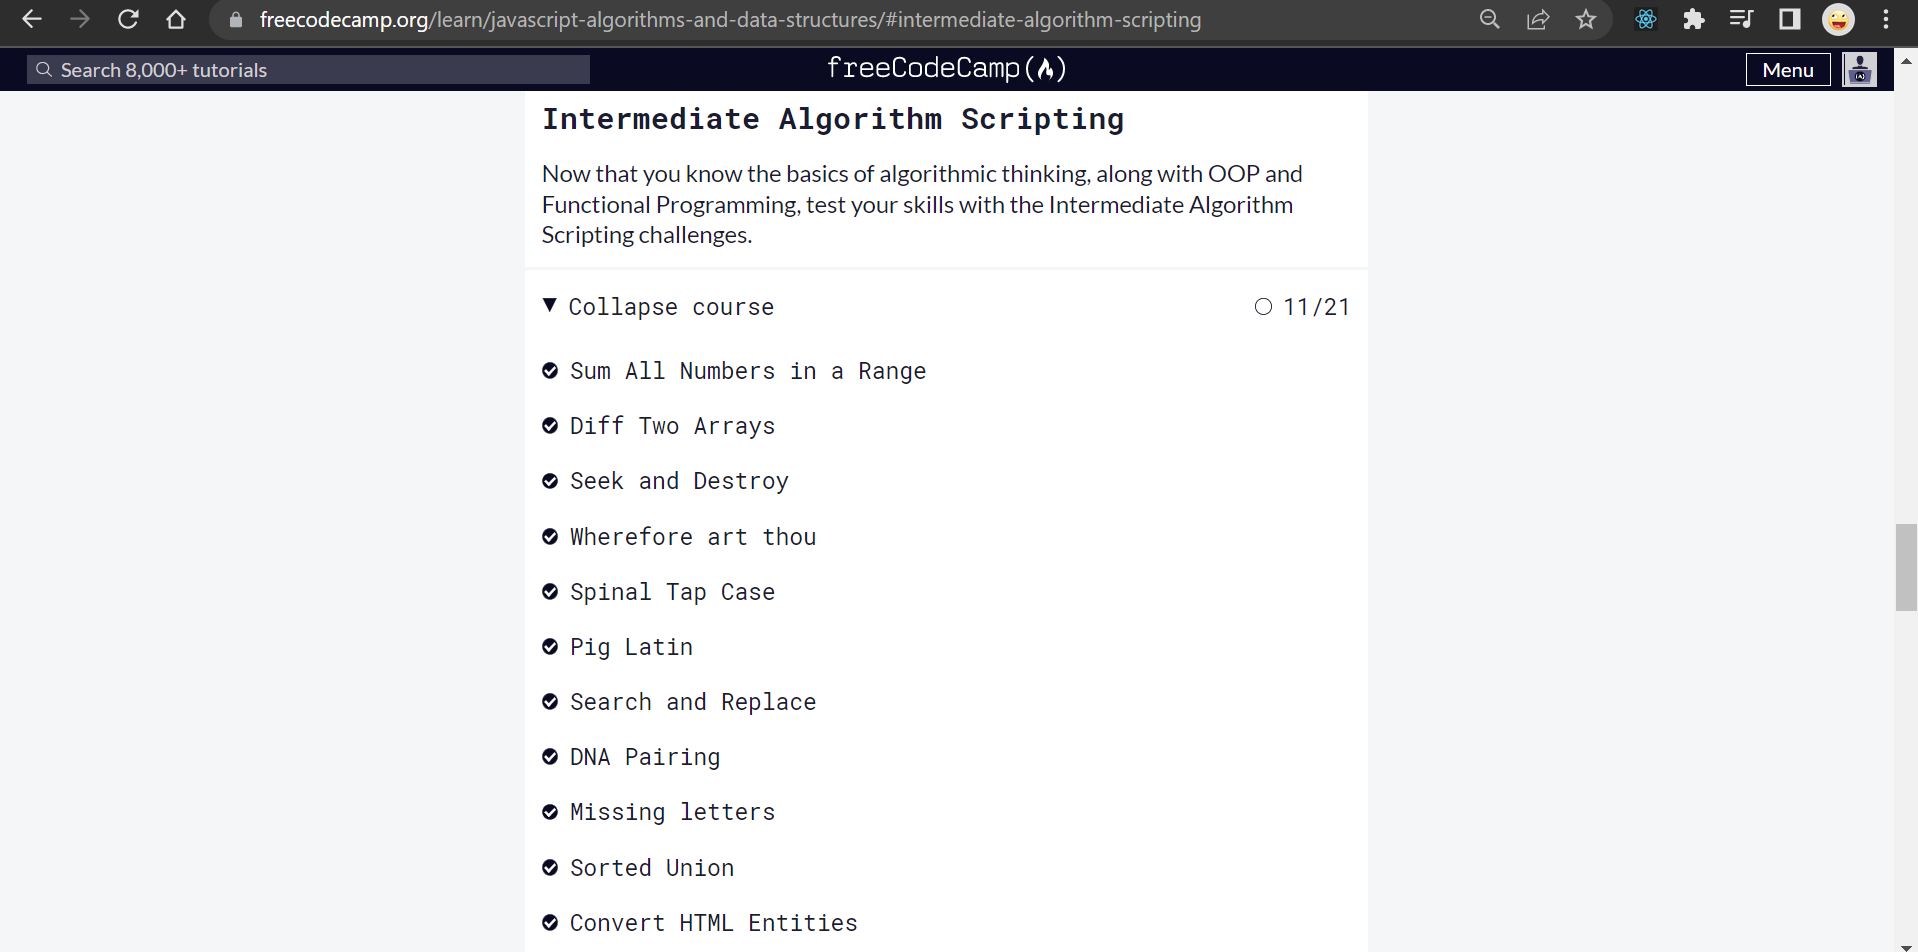 freecodecamp.org/learn/javascript-algorithms-and-data-structures/#intermediate-algorithm-scripting
Search 8,000+ tutorials
freeCodeCamp
Menu
Intermediate Algorithm Scripting
Now that you know the basics of algorithmic thinking, along with OOP and
Functional Programming, test your skills with the Intermediate Algorithm
Scripting challenges.
Collapse course
11/21
Sum All Numbers in a Range
Diff Two Arrays
Seek and Destroy
Wherefore art thou
Spinal Tap Case
Pig Latin
Search and Replace
DNA Pairing
Missing letters
Sorted Union
Convert HTML Entities